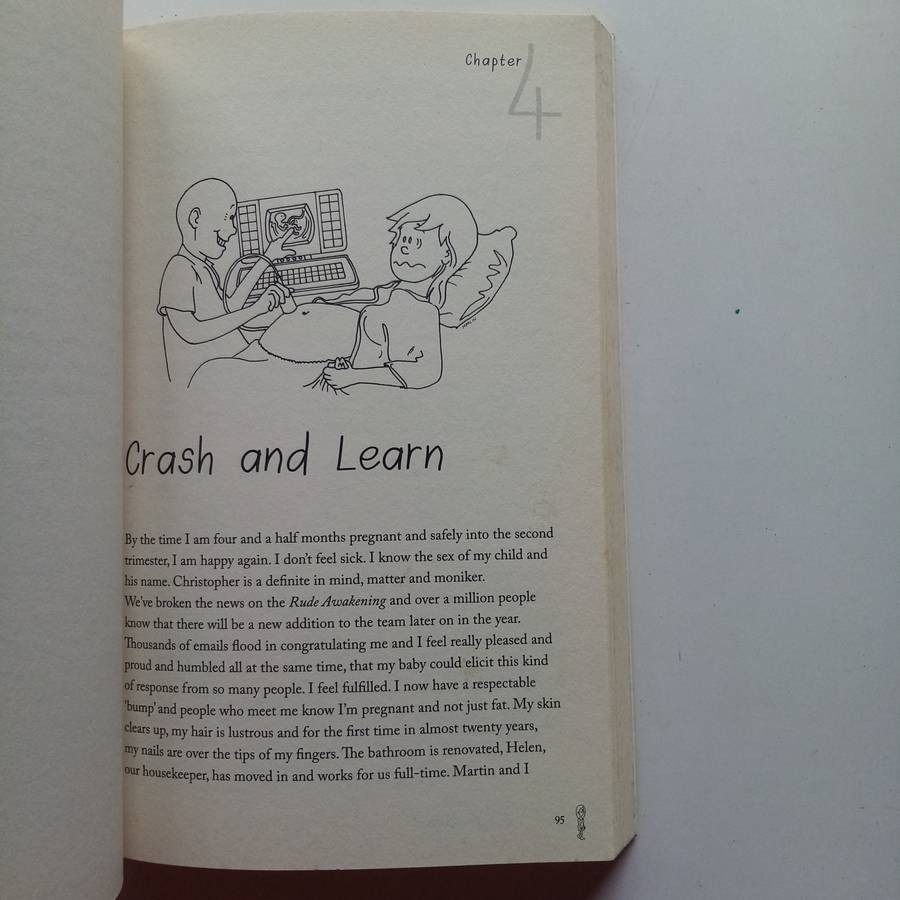 Chapter 4
Crash and Learn
By the time I am four and a half months pregnant and safely into the second
trimester, I am happy again. I don't feel sick. I know the sex of my child and
his name. Christopher is a definite in mind, matter and moniker.
We've broken the news on the Rude Awakening and over a million people
know that there will be a new addition to the team later on in the year.
Thousands of emails flood in congratulating me and I feel really pleased and
proud and humbled all at the same time, that my baby could elicit this kind
of response from so many people. I feel fulfilled. I now have a respectable
'bump' and people who meet me know I'm pregnant and not just fat. My skin
clears up, my hair is lustrous and for the first time in almost twenty years,
my nails are over the tips of my fingers. The bathroom is renovated, Helen,
our housekeeper, has moved in and works for us full-time. Martin and I
95